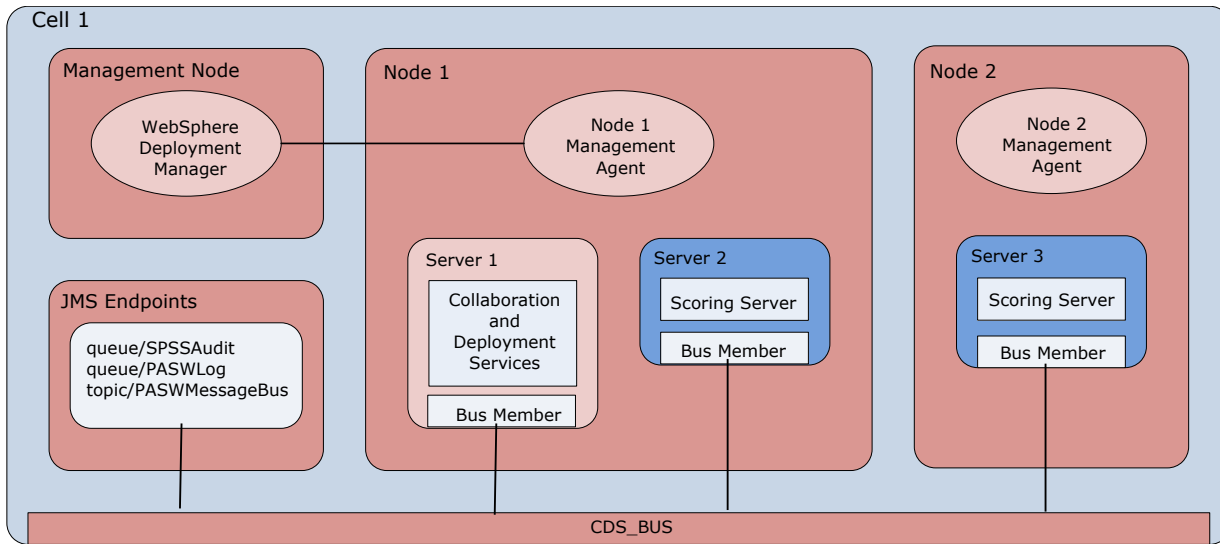 Cell 1
Management Node
WebSphere
Deployment
Manager
Node 1
Node 1
Management
Agent
Node 2
Node 2
Management
Agent
JMS Endpoints
queue/SPSSAudit
queue/PASWLog
topic/PASWMessageBus
Server 1
Collaboration
and
Deployment
Services
Bus Member
Server 2
Scoring Server
Bus Member
Server 3
Scoring Server
Bus Member
CDS_BUS